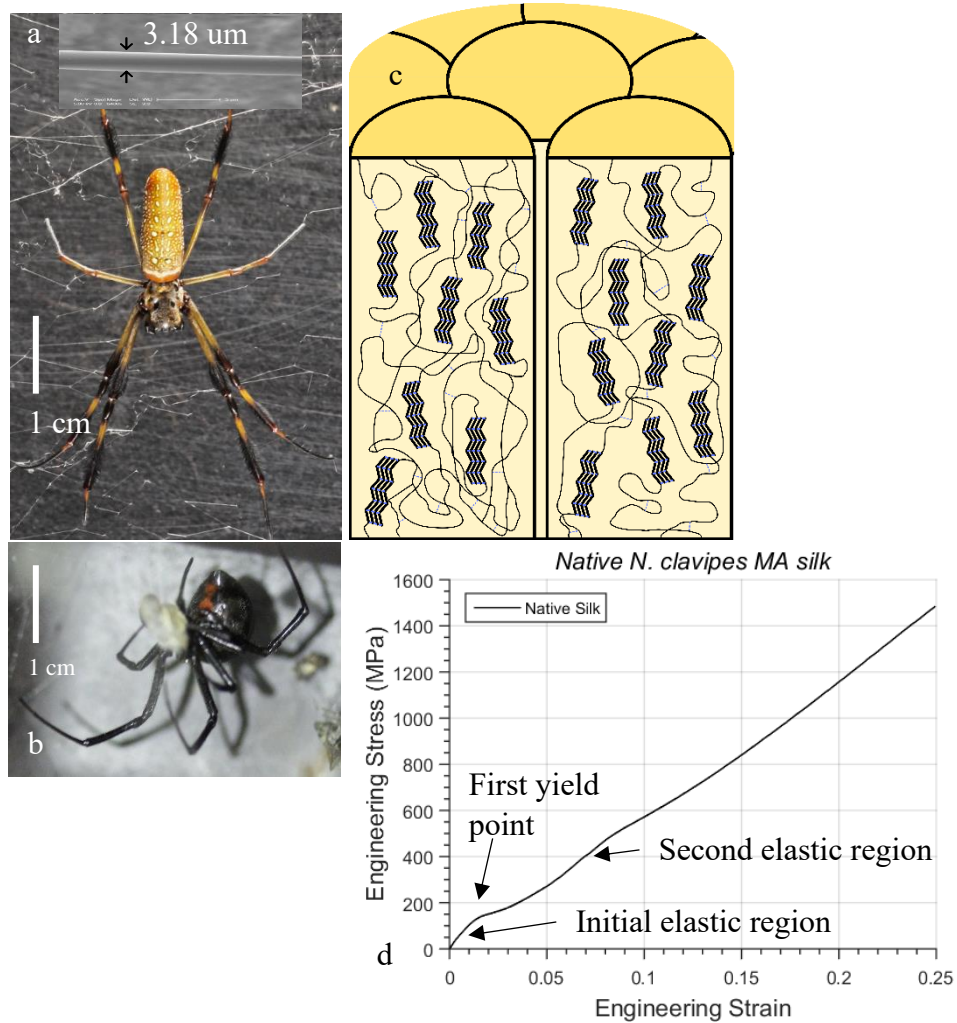 a
3.18 um
1 cm
c
1 cm
b
Native N. clavipes MA silk
1600
1400
1200
1000
800
600
400
200
0
Engineering Stress (MPa)
Native Silk
First yield
point
Second elastic region
Initial elastic region
d
0
0.05
0.1
0.15
0.2
0.25
Engineering Strain